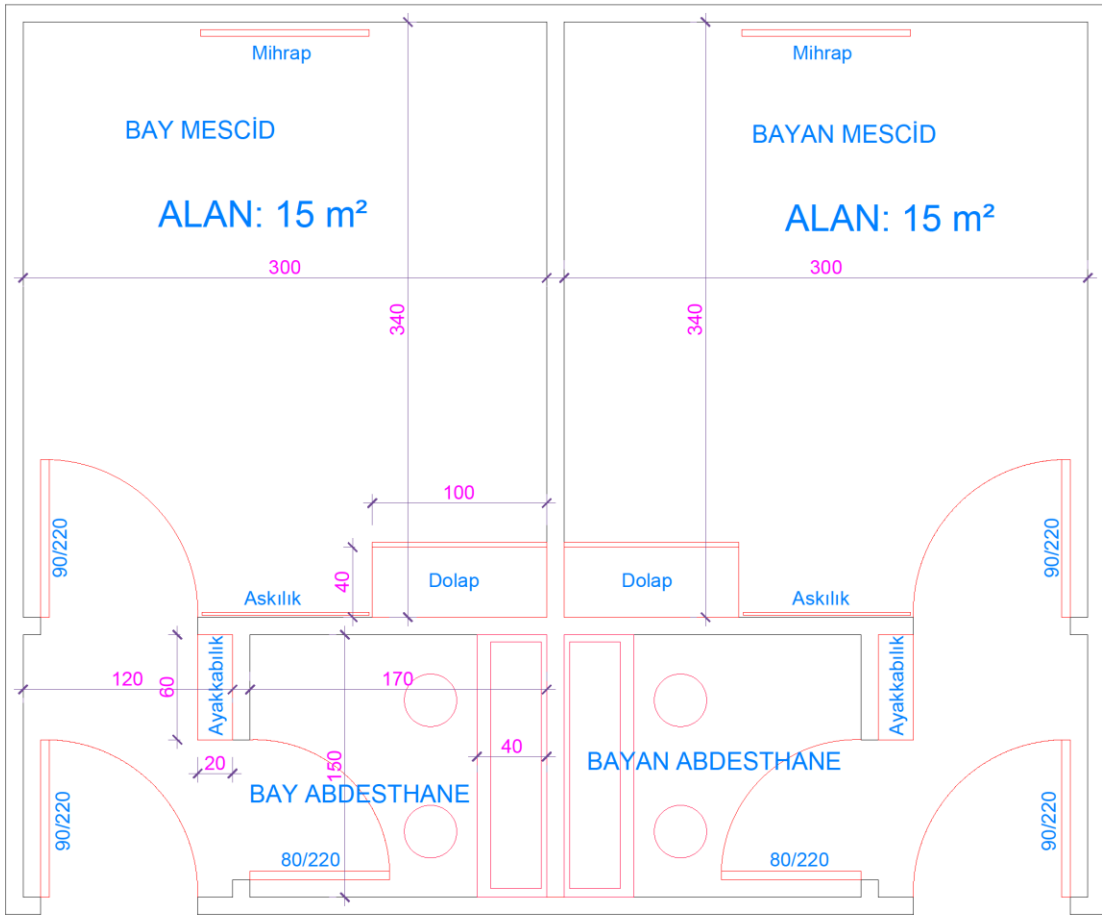 Mihrap
Mihrap
BAY MESCİD
BAYAN MESCİD
ALAN: 15 m²
ALAN: 15 m²
300
300
340
340
100
90/220
90/220
40
Dolap
Dolap
Askılık
Askılık
120
60
Ayakkabılık
170
Ayakkabılık
20
150
40
BAYAN ABDESTHANE
BAY ABDESTHANE
90/220
90/220
80/220
80/220